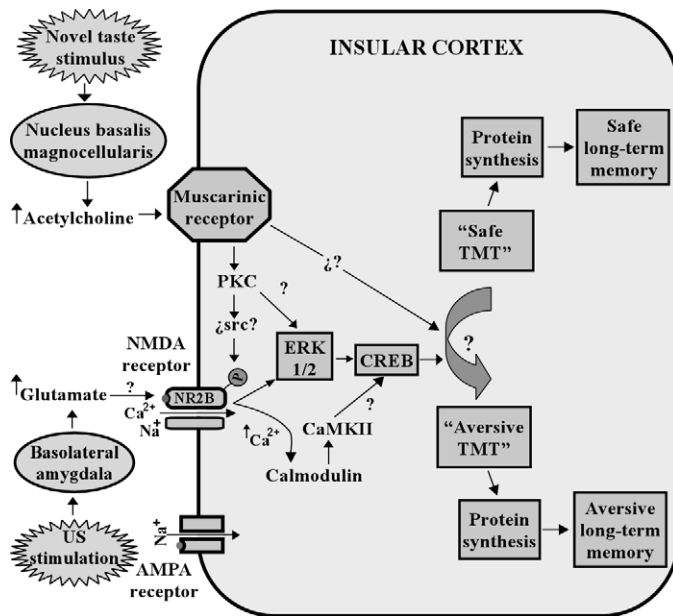 INSULAR CORTEX
Novel taste
stimulus
Nucleus basalis
magnocellularis
↑Acetylcholine
Muscarinic
receptor
PKC
?
¿?
¿src?
NMDA
receptor
P
↑Glutamate
?
NR2B
Ca2+
Na+
↑Ca2+
ERK
1/2
CREB
?
CaMKII
Calmodulin
Basolateral
amygdala
US
stimulation
Na+
AMPA
receptor
Protein
synthesis
Safe
long-term
memory
“Safe
TMT”
?
“Aversive
TMT”
Protein
synthesis
Aversive
long-term
memory